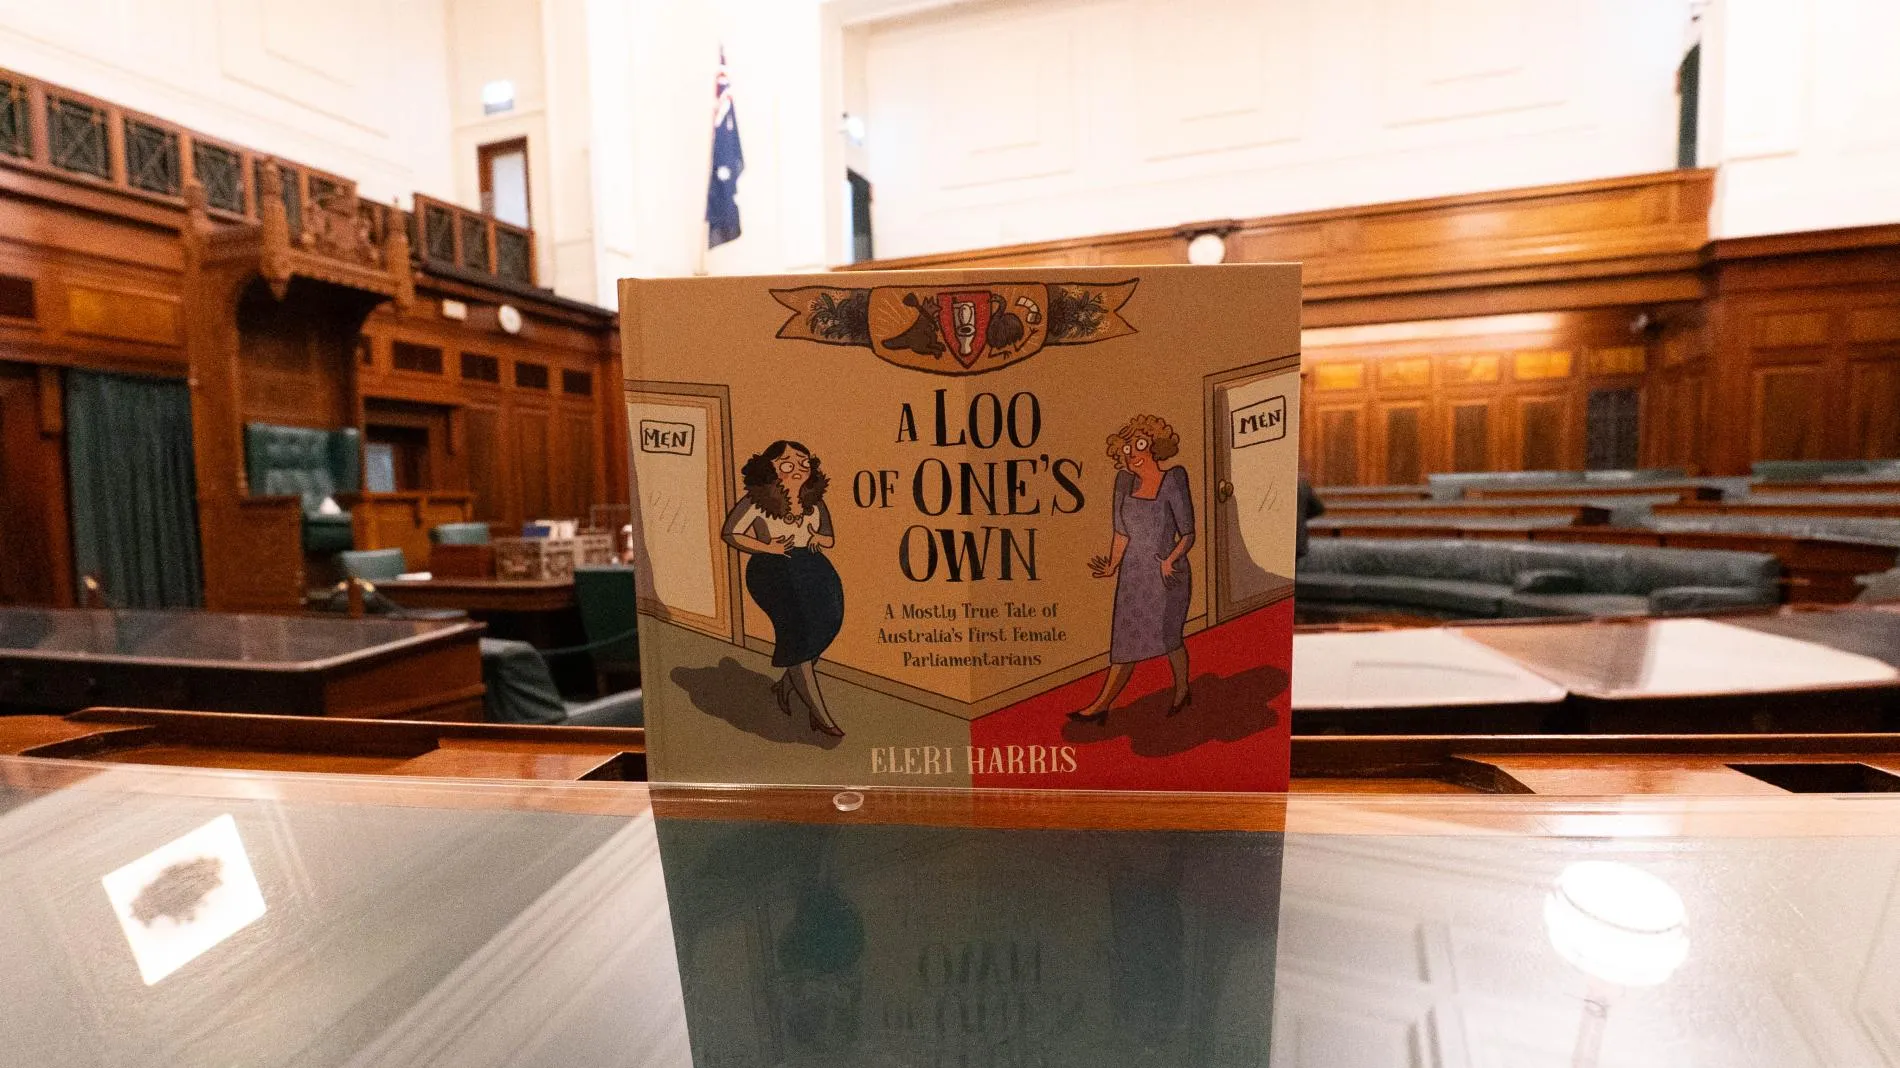 MEN
MEN
A LOO
OF ONE'S
OWN
A Mostly True Tale of
Australia's First Female
Parliamentarians
ELERI HARRIS